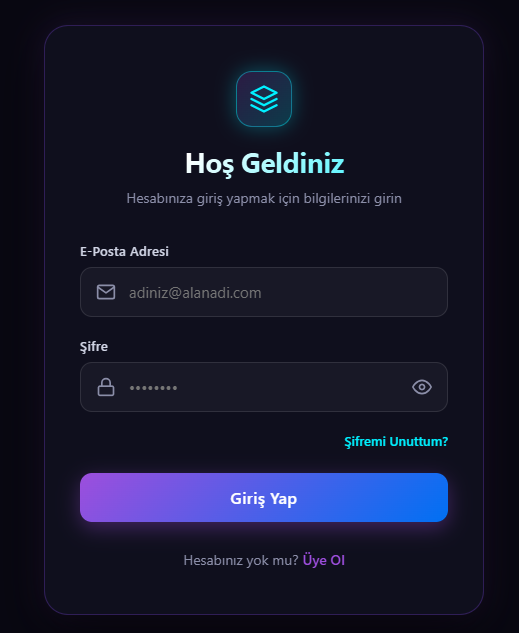 Hoş Geldiniz
Hesabınıza giriş yapmak için bilgilerinizi girin
E-Posta Adresi
adiniz@alanadi.com
Şifre
••••••••
Şifremi Unuttum?
Giriş Yap
Hesabınız yok mu? Üye Ol